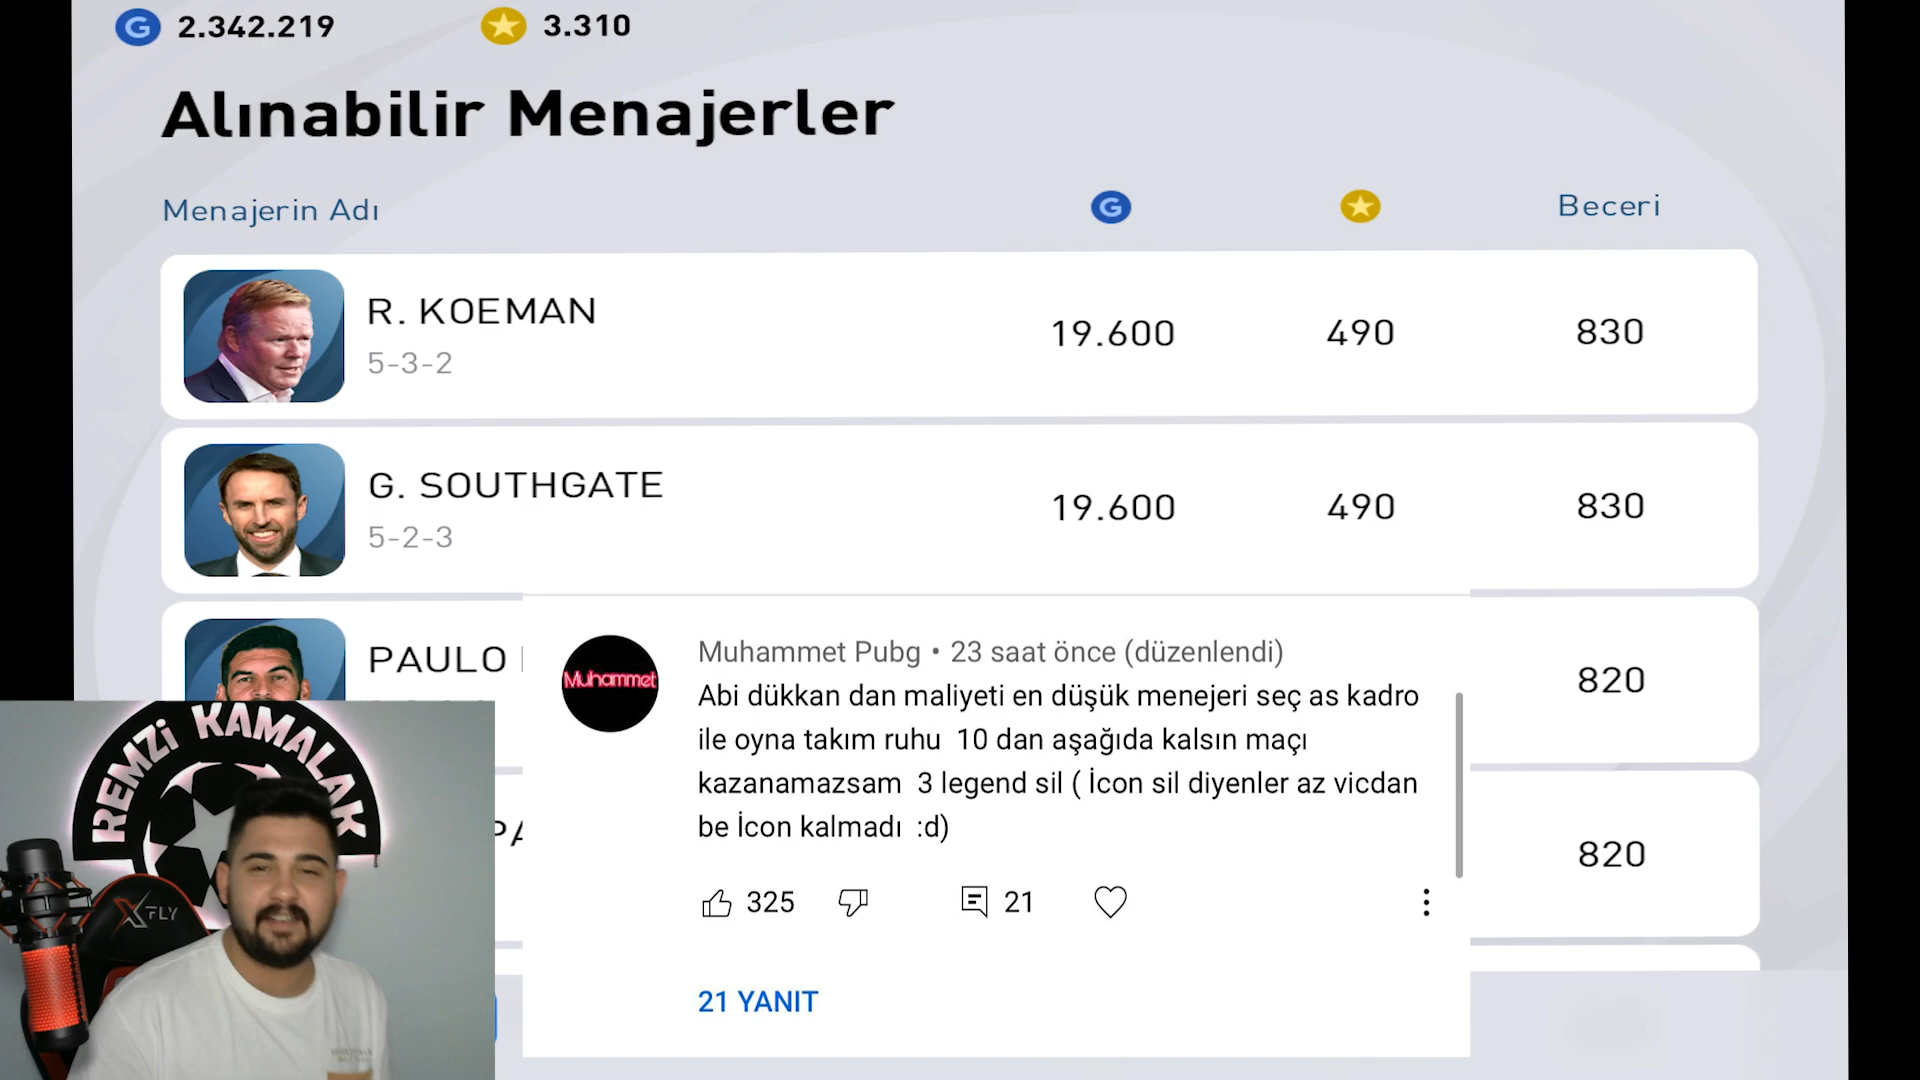 2.342.219
3.310
Alınabilir Menajerler
Menajerin Adı
G
Beceri
R. KOEMAN
5-3-2
19.600
490
830
G. SOUTHGATE
5-2-3
19.600
490
830
PAULO
820
PA
820
Muhammet
Muhammet Pubg • 23 saat önce (düzenlendi)
Abi dükkan dan maliyeti en düşük menejeri seç as kadro
ile oyna takım ruhu 10 dan aşağıda kalsın maçı
kazanamazsam 3 legend sil ( İcon sil diyenler az vicdan
be İcon kalmadı :d)
325
21
21 YANIT
REMZİ KAMALAK
XFLY